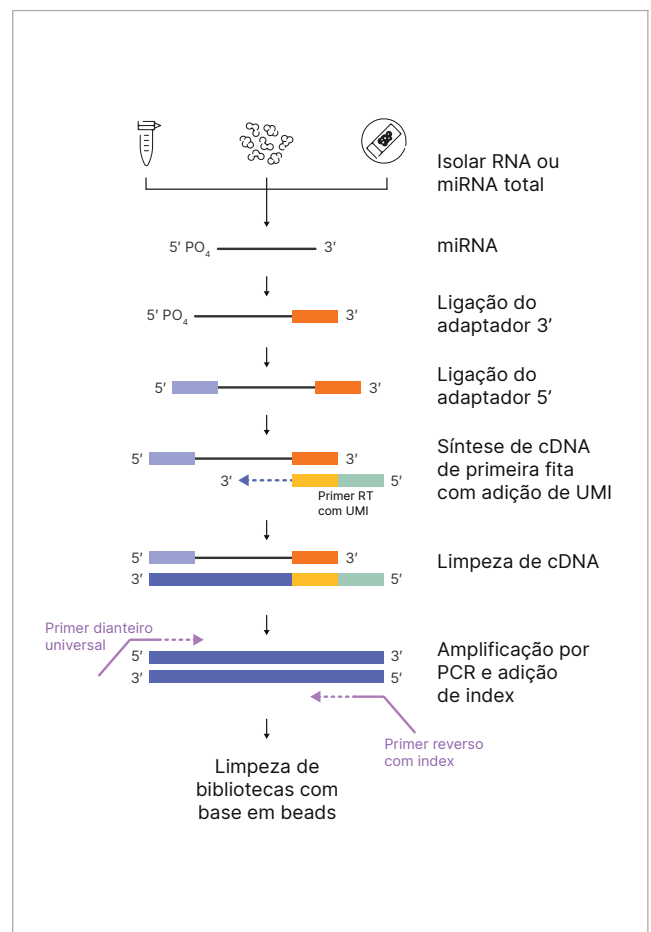 Isolar RNA ou
miRNA total
5’ PO₄
3’
miRNA
5’ PO₄
3’
Ligação do
adaptador 3’
5’
3’
Ligação do
adaptador 5’
5’
3’
3’
5’
Primer RT
com UMI
Síntese de cDNA
de primeira fita
com adição de UMI
5’
3’
3’
5’
Limpeza de cDNA
Primer dianteiro
universal
5’
3’
3’
5’
Amplificação por
PCR e adição
de index
Primer reverso
com index
Limpeza de
bibliotecas com
base em beads